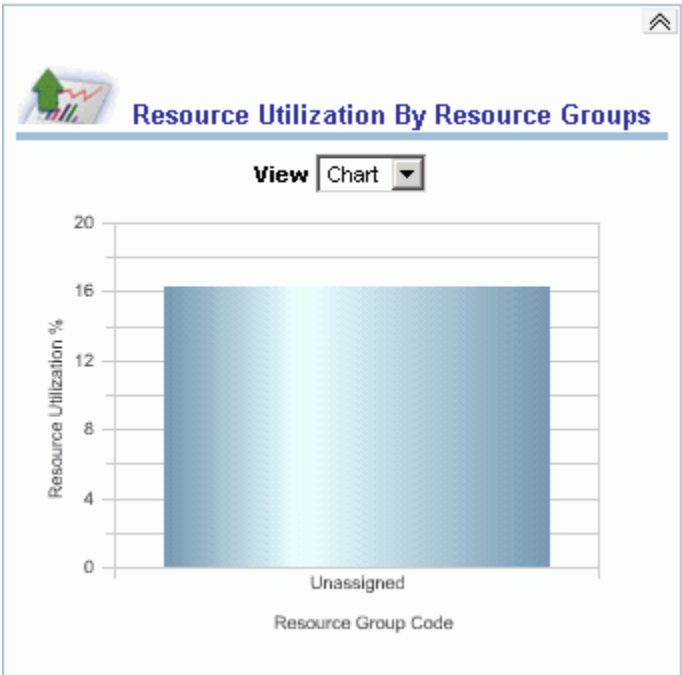 Resource Utilization By Resource Groups
View Chart
20
16
12
8
4
0
Resource Utilization %
Unassigned
Resource Group Code